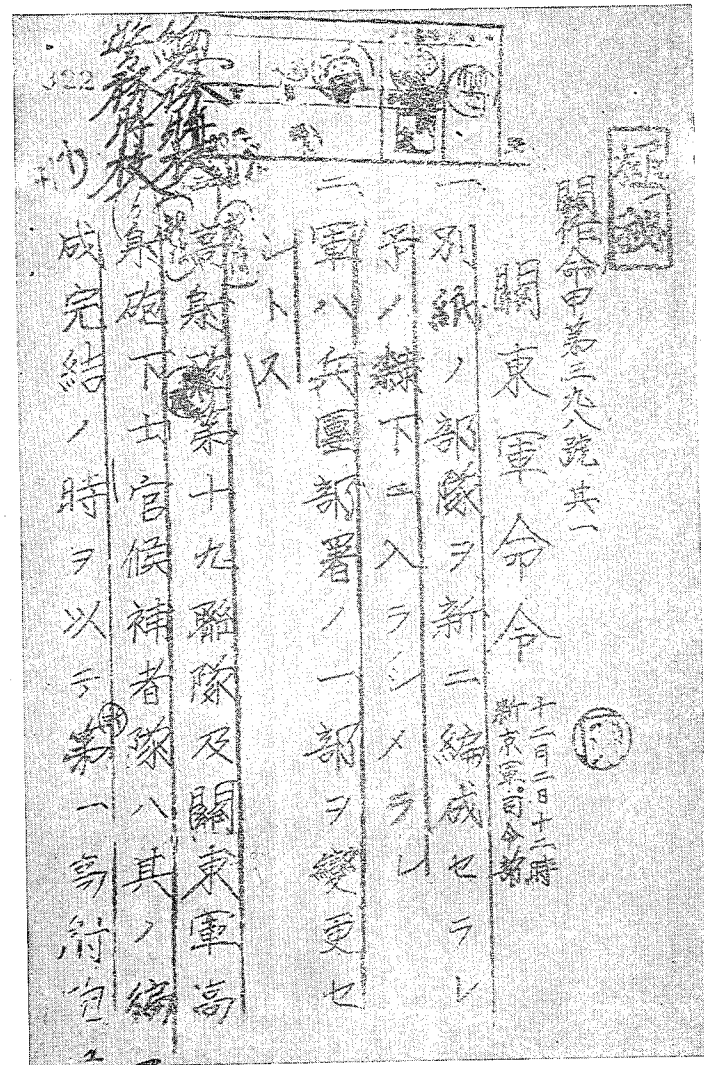 極秘
關作命甲第三九八號 其一
關東軍命令
十二月二日十二時
新京軍司令部
一 別紙ノ部隊ヲ新ニ編成セラレ
予ノ隷下ニ入ラシメラレ
二 軍ハ兵團部署ノ一部ヲ變更セ
ントス
高射砲第十九聯隊及關東軍高
射砲下士官候補者隊ハ其ノ編
成完結ノ時ヲ以テ第一高射砲
322